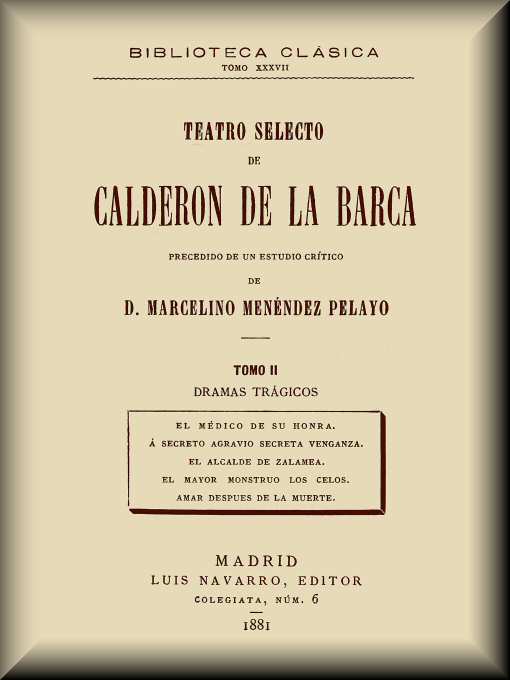 BIBLIOTECA CLÁSICA
TOMO XXXVII
TEATRO SELECTO
DE
CALDERON DE LA BARCA
PRECEDIDO DE UN ESTUDIO CRÍTICO
DE
D. MARCELINO MENÉNDEZ PELAYO
TOMO II
DRAMAS TRÁGICOS
EL MÉDICO DE SU HONRA.
Á SECRETO AGRAVIO SECRETA VENGANZA.
EL ALCALDE DE ZALAMEA.
EL MAYOR MONSTRUO LOS CELOS.
AMAR DESPUES DE LA MUERTE.
MADRID
LUIS NAVARRO, EDITOR
COLEGIATA, NÚM. 6
1881